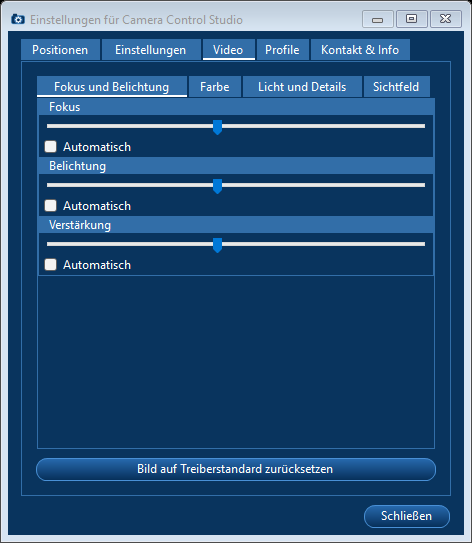 Einstellungen für Camera Control Studio
Positionen Einstellungen Video Profile Kontakt & Info
Fokus und Belichtung Farbe Licht und Details Sichtfeld
Fokus
Automatisch
Belichtung
Automatisch
Verstärkung
Automatisch
Bild auf Treiberstandard zurücksetzen
Schließen